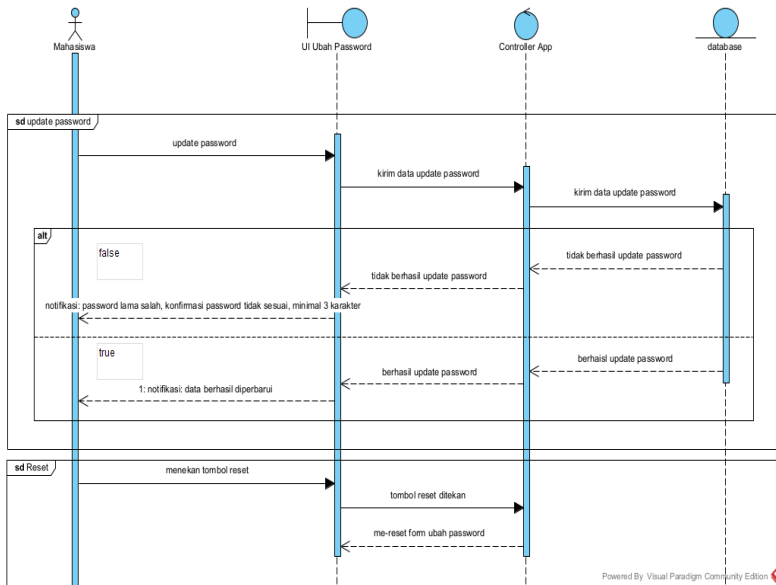 Mahasiswa
UI Ubah Password
Controller App
database
sd update password
update password
kirim data update password
kirim data update password
alt
false
tidak berhasil update password
tidak berhasil update password
notifikasi: password lama salah, konfirmasi password tidak sesuai, minimal 3 karakter
true
berhaisl update password
berhasil update password
1: notifikasi: data berhasil diperbarui
sd Reset
menekan tombol reset
tombol reset ditekan
me-reset form ubah password
Powered By Visual Paradigm Community Edition